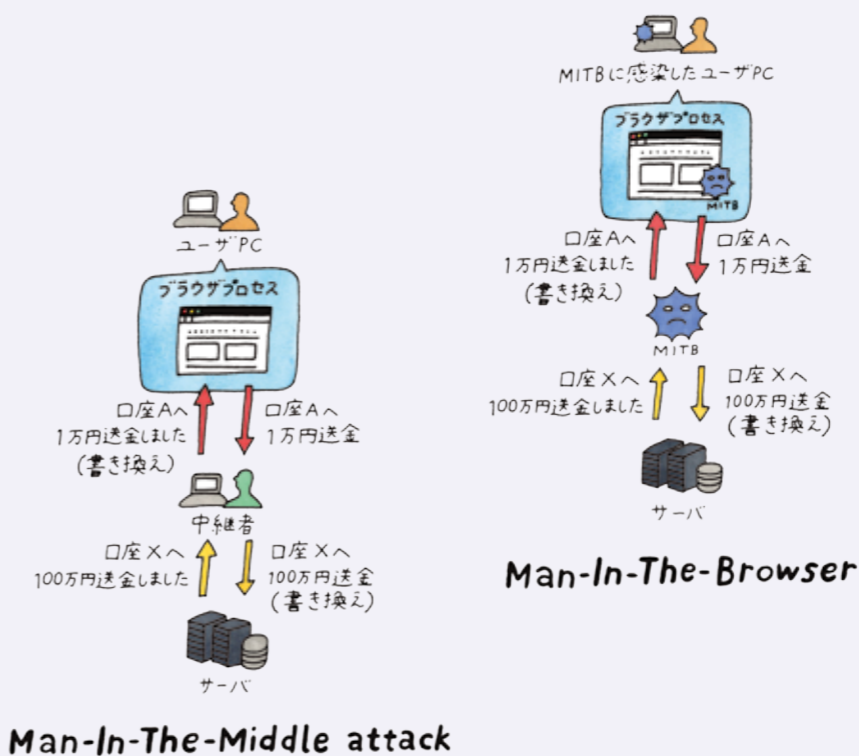 ユーザPC
ブラウザプロセス
口座Aへ
1万円送金しました
(書き換え)
口座Aへ
1万円送金
中継者
口座Xへ
100万円送金しました
口座Xへ
100万円送金
(書き換え)
サーバ
Man-In-The-Middle attack
MITBに感染したユーザPC
ブラウザプロセス
MITB
口座Aへ
1万円送金しました
(書き換え)
口座Aへ
1万円送金
MITB
口座Xへ
100万円送金しました
口座Xへ
100万円送金
(書き換え)
サーバ
Man-In-The-Browser